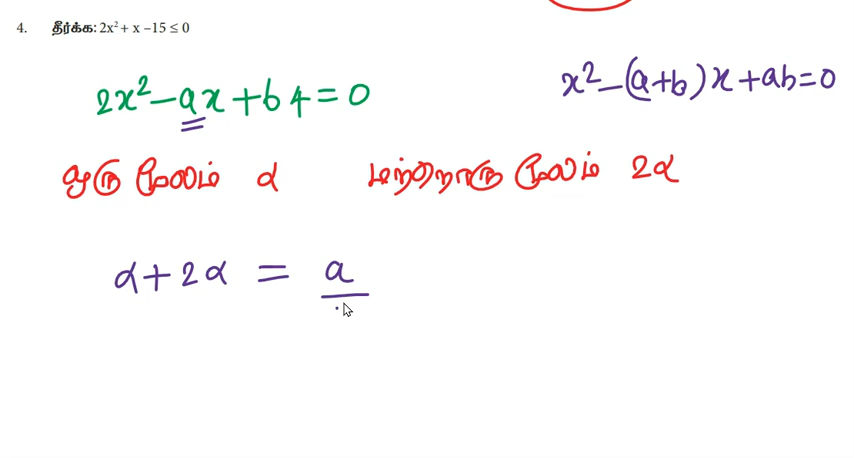 4. தீர்க்க: 2x² + x –15 ≤ 0
2x² – ax + 64 = 0
x² – (a+b)x + ab = 0
ஒரு மூலம் α மற்றொரு மூலம் 2α
α + 2α = a